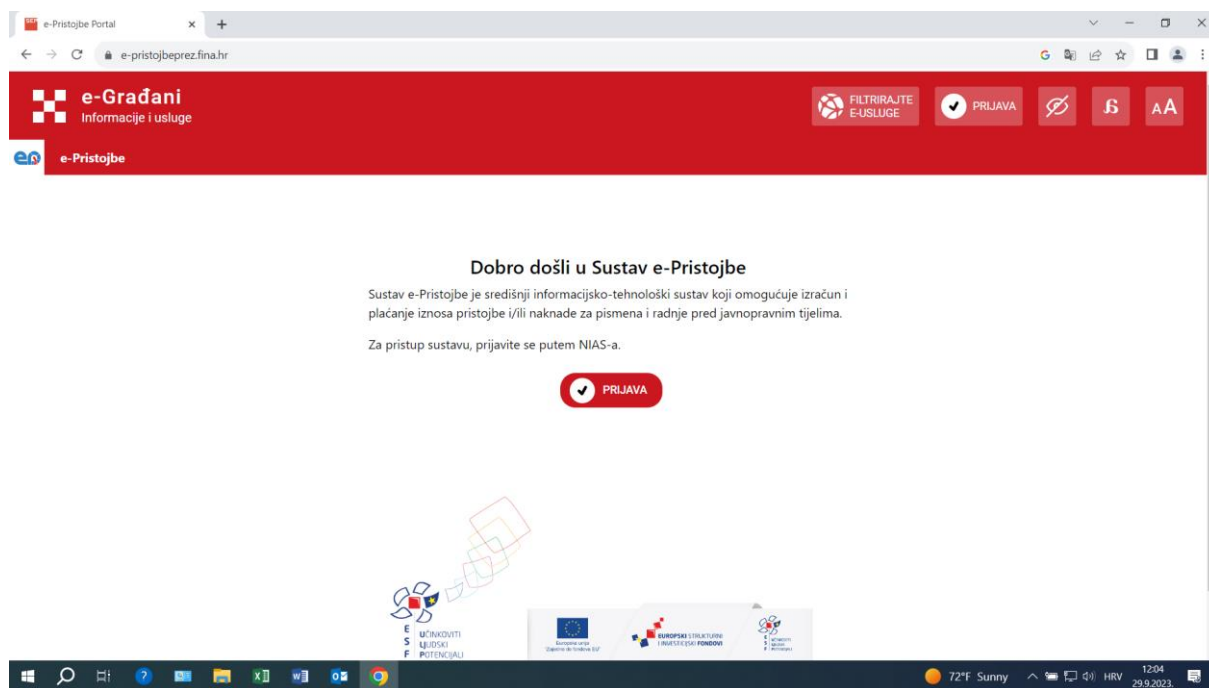 e-Pristojbe Portal
e-pristojbeprez.fina.hr
e-Građani
Informacije i usluge
FILTRIRAJTE
E-USLUGE
PRIJAVA
AA
e-Pristojbe
Dobro došli u Sustav e-Pristojbe
Sustav e-Pristojbe je središnji informacijsko-tehnološki sustav koji omogućuje izračun i
plaćanje iznosa pristojbe i/ili naknade za pismena i radnje pred javnopravnim tijelima.
Za pristup sustavu, prijavite se putem NIAS-a.
PRIJAVA
E UČINKOVITI
S LJUDSKI
F POTENCIJALI
Europska unija
EUROPSKI STRUKTURNI
I INVESTICIJSKI FONDOVI
72°F Sunny
HRV
12:04
29.9.2023.